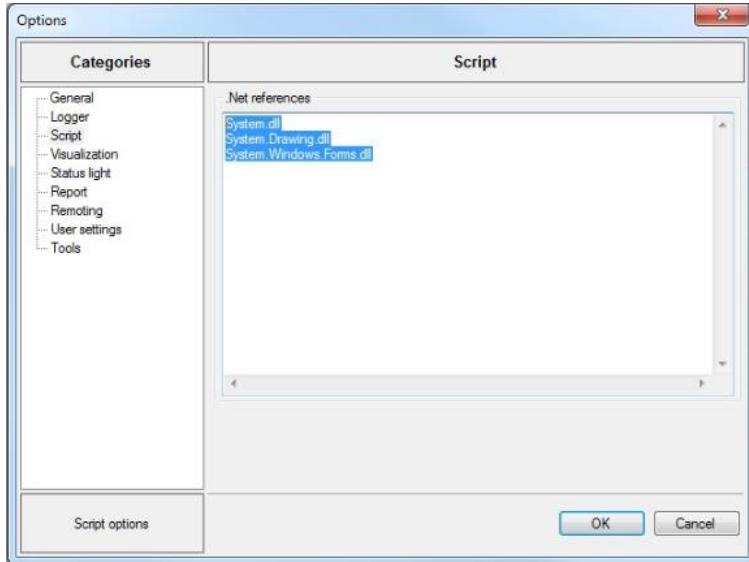 Options
Categories
Script
General
Logger
Script
Visualization
Status light
Report
Remoting
User settings
Tools
.Net references
System.dll
System.Drawing.dll
System.Windows.Forms.dll
Script options
OK
Cancel